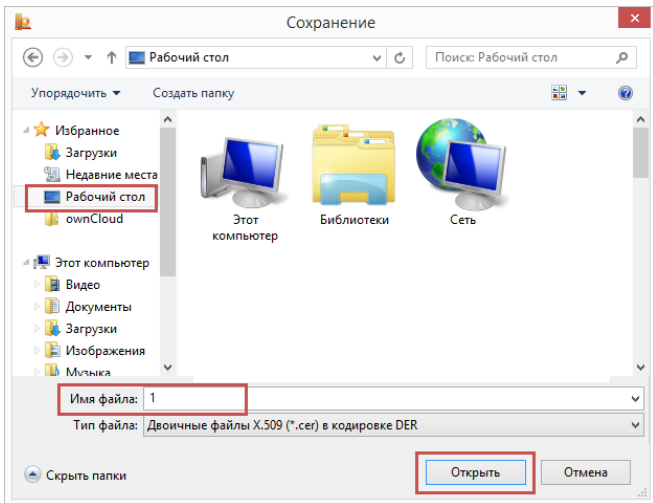 Сохранение
Рабочий стол
Поиск: Рабочий стол
Упорядочить
Создать папку
Избранное
Загрузки
Недавние места
Рабочий стол
ownCloud
Этот компьютер
Видео
Документы
Загрузки
Изображения
Музыка
Этот
компьютер
Библиотеки
Сеть
Имя файла: 1
Тип файла: Двоичные файлы X.509 (*.cer) в кодировке DER
Скрыть папки
Открыть
Отмена